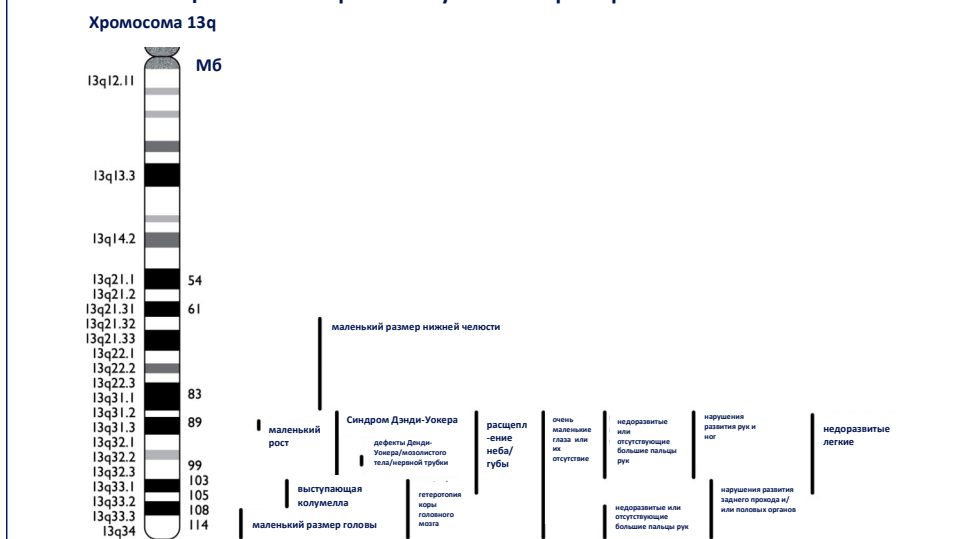 Хромосома 13q
Мб
13q12.11
13q13.3
13q14.2
13q21.1
54
13q21.2
13q21.31
61
13q21.32
13q21.33
13q22.1
13q22.2
13q22.3
13q31.1
83
13q31.2
13q31.3
89
13q32.1
13q32.2
99
13q32.3
103
13q33.1
105
13q33.2
108
13q33.3
114
13q34
маленький размер нижней челюсти
маленький
рост
Синдром Дэнди-Уокера
дефекты Денди-
Уокера/мозолистого
тела/нервной трубки
расщепл
-ение
неба/
губы
очень
маленькие
глаза или
их
отсутствие
недоразвитые
или
отсутствующие
большие пальцы
рук
нарушения
развития рук и
ног
недоразвитые
легкие
выступающая
колумелла
гетеротопия
коры
головного
мозга
нарушения развития
заднего прохода и/
или половых органов
маленький размер головы
недоразвитые или
отсутствующие
большие пальцы рук